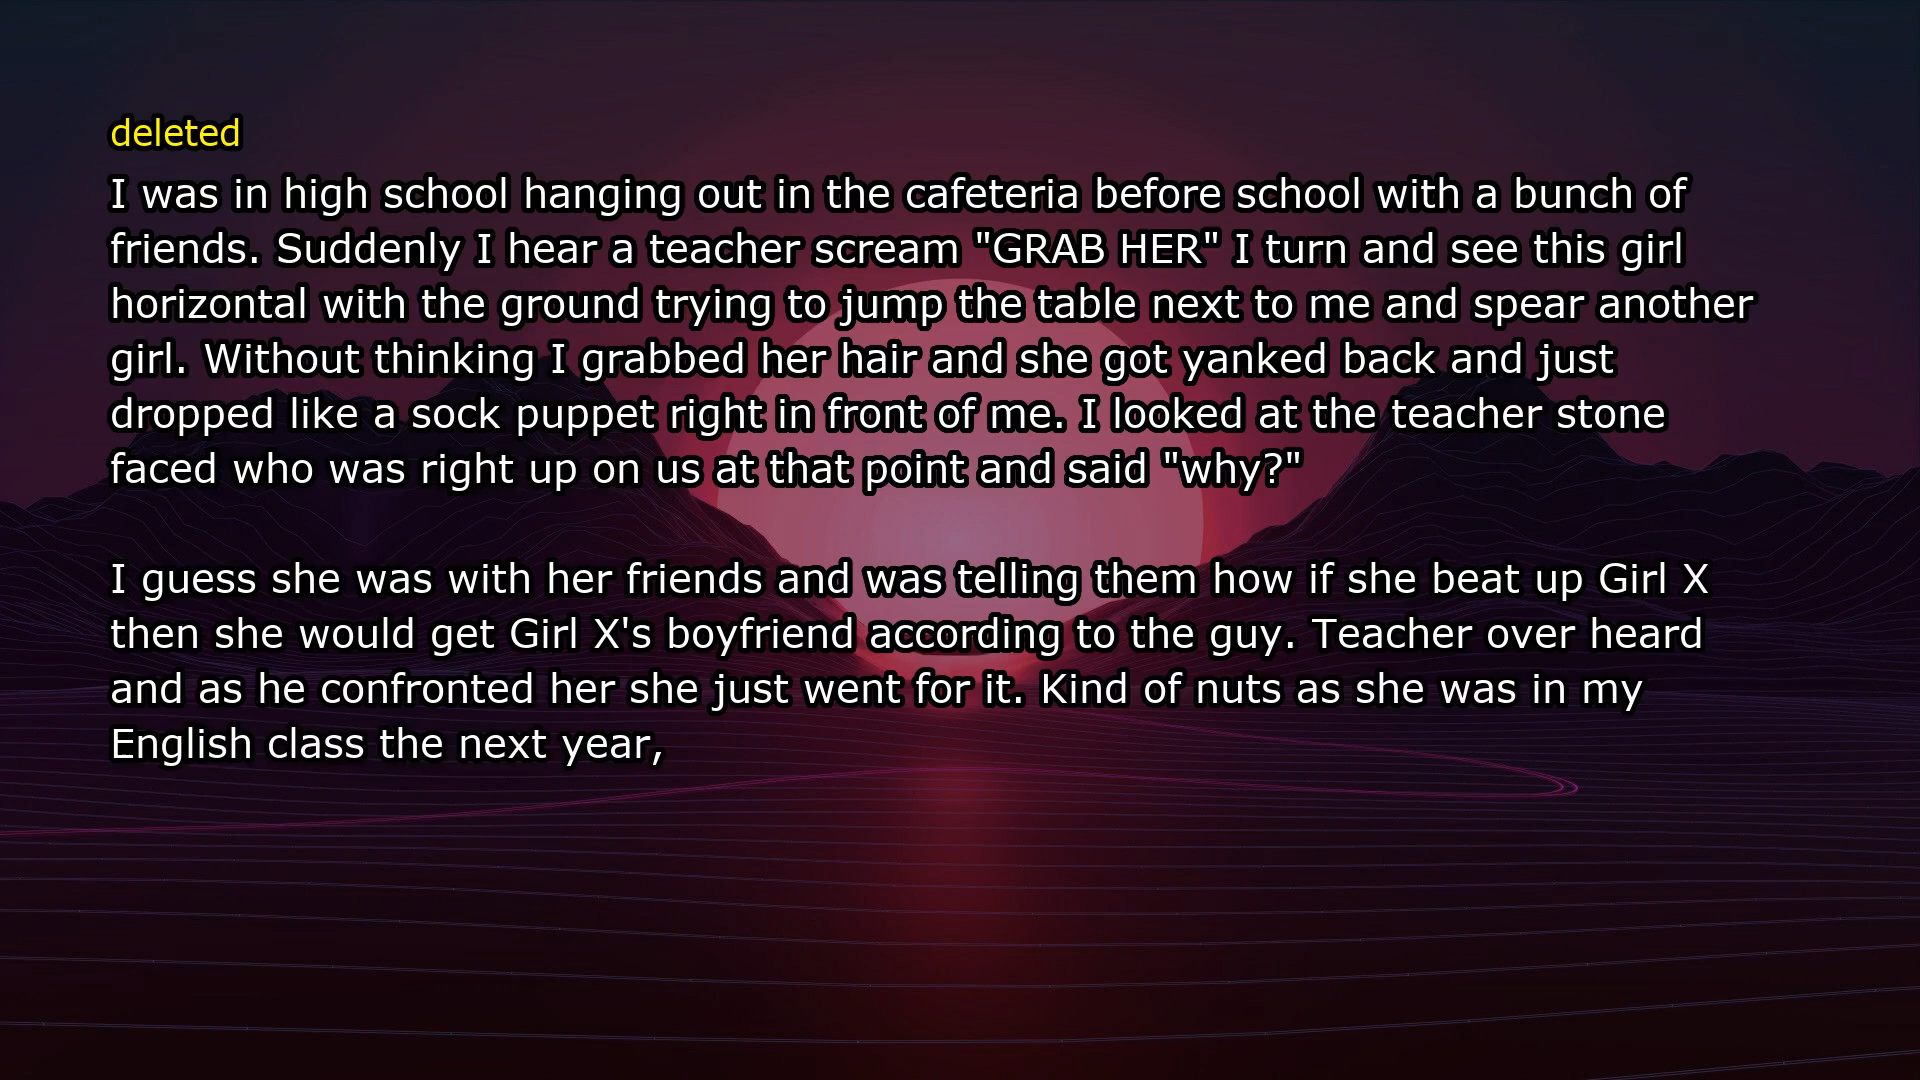 deleted
I was in high school hanging out in the cafeteria before school with a bunch of
friends. Suddenly I hear a teacher scream "GRAB HER" I turn and see this girl
horizontal with the ground trying to jump the table next to me and spear another
girl. Without thinking I grabbed her hair and she got yanked back and just
dropped like a sock puppet right in front of me. I looked at the teacher stone
faced who was right up on us at that point and said "why?"
I guess she was with her friends and was telling them how if she beat up Girl X
then she would get Girl X's boyfriend according to the guy. Teacher over heard
and as he confronted her she just went for it. Kind of nuts as she was in my
English class the next year,